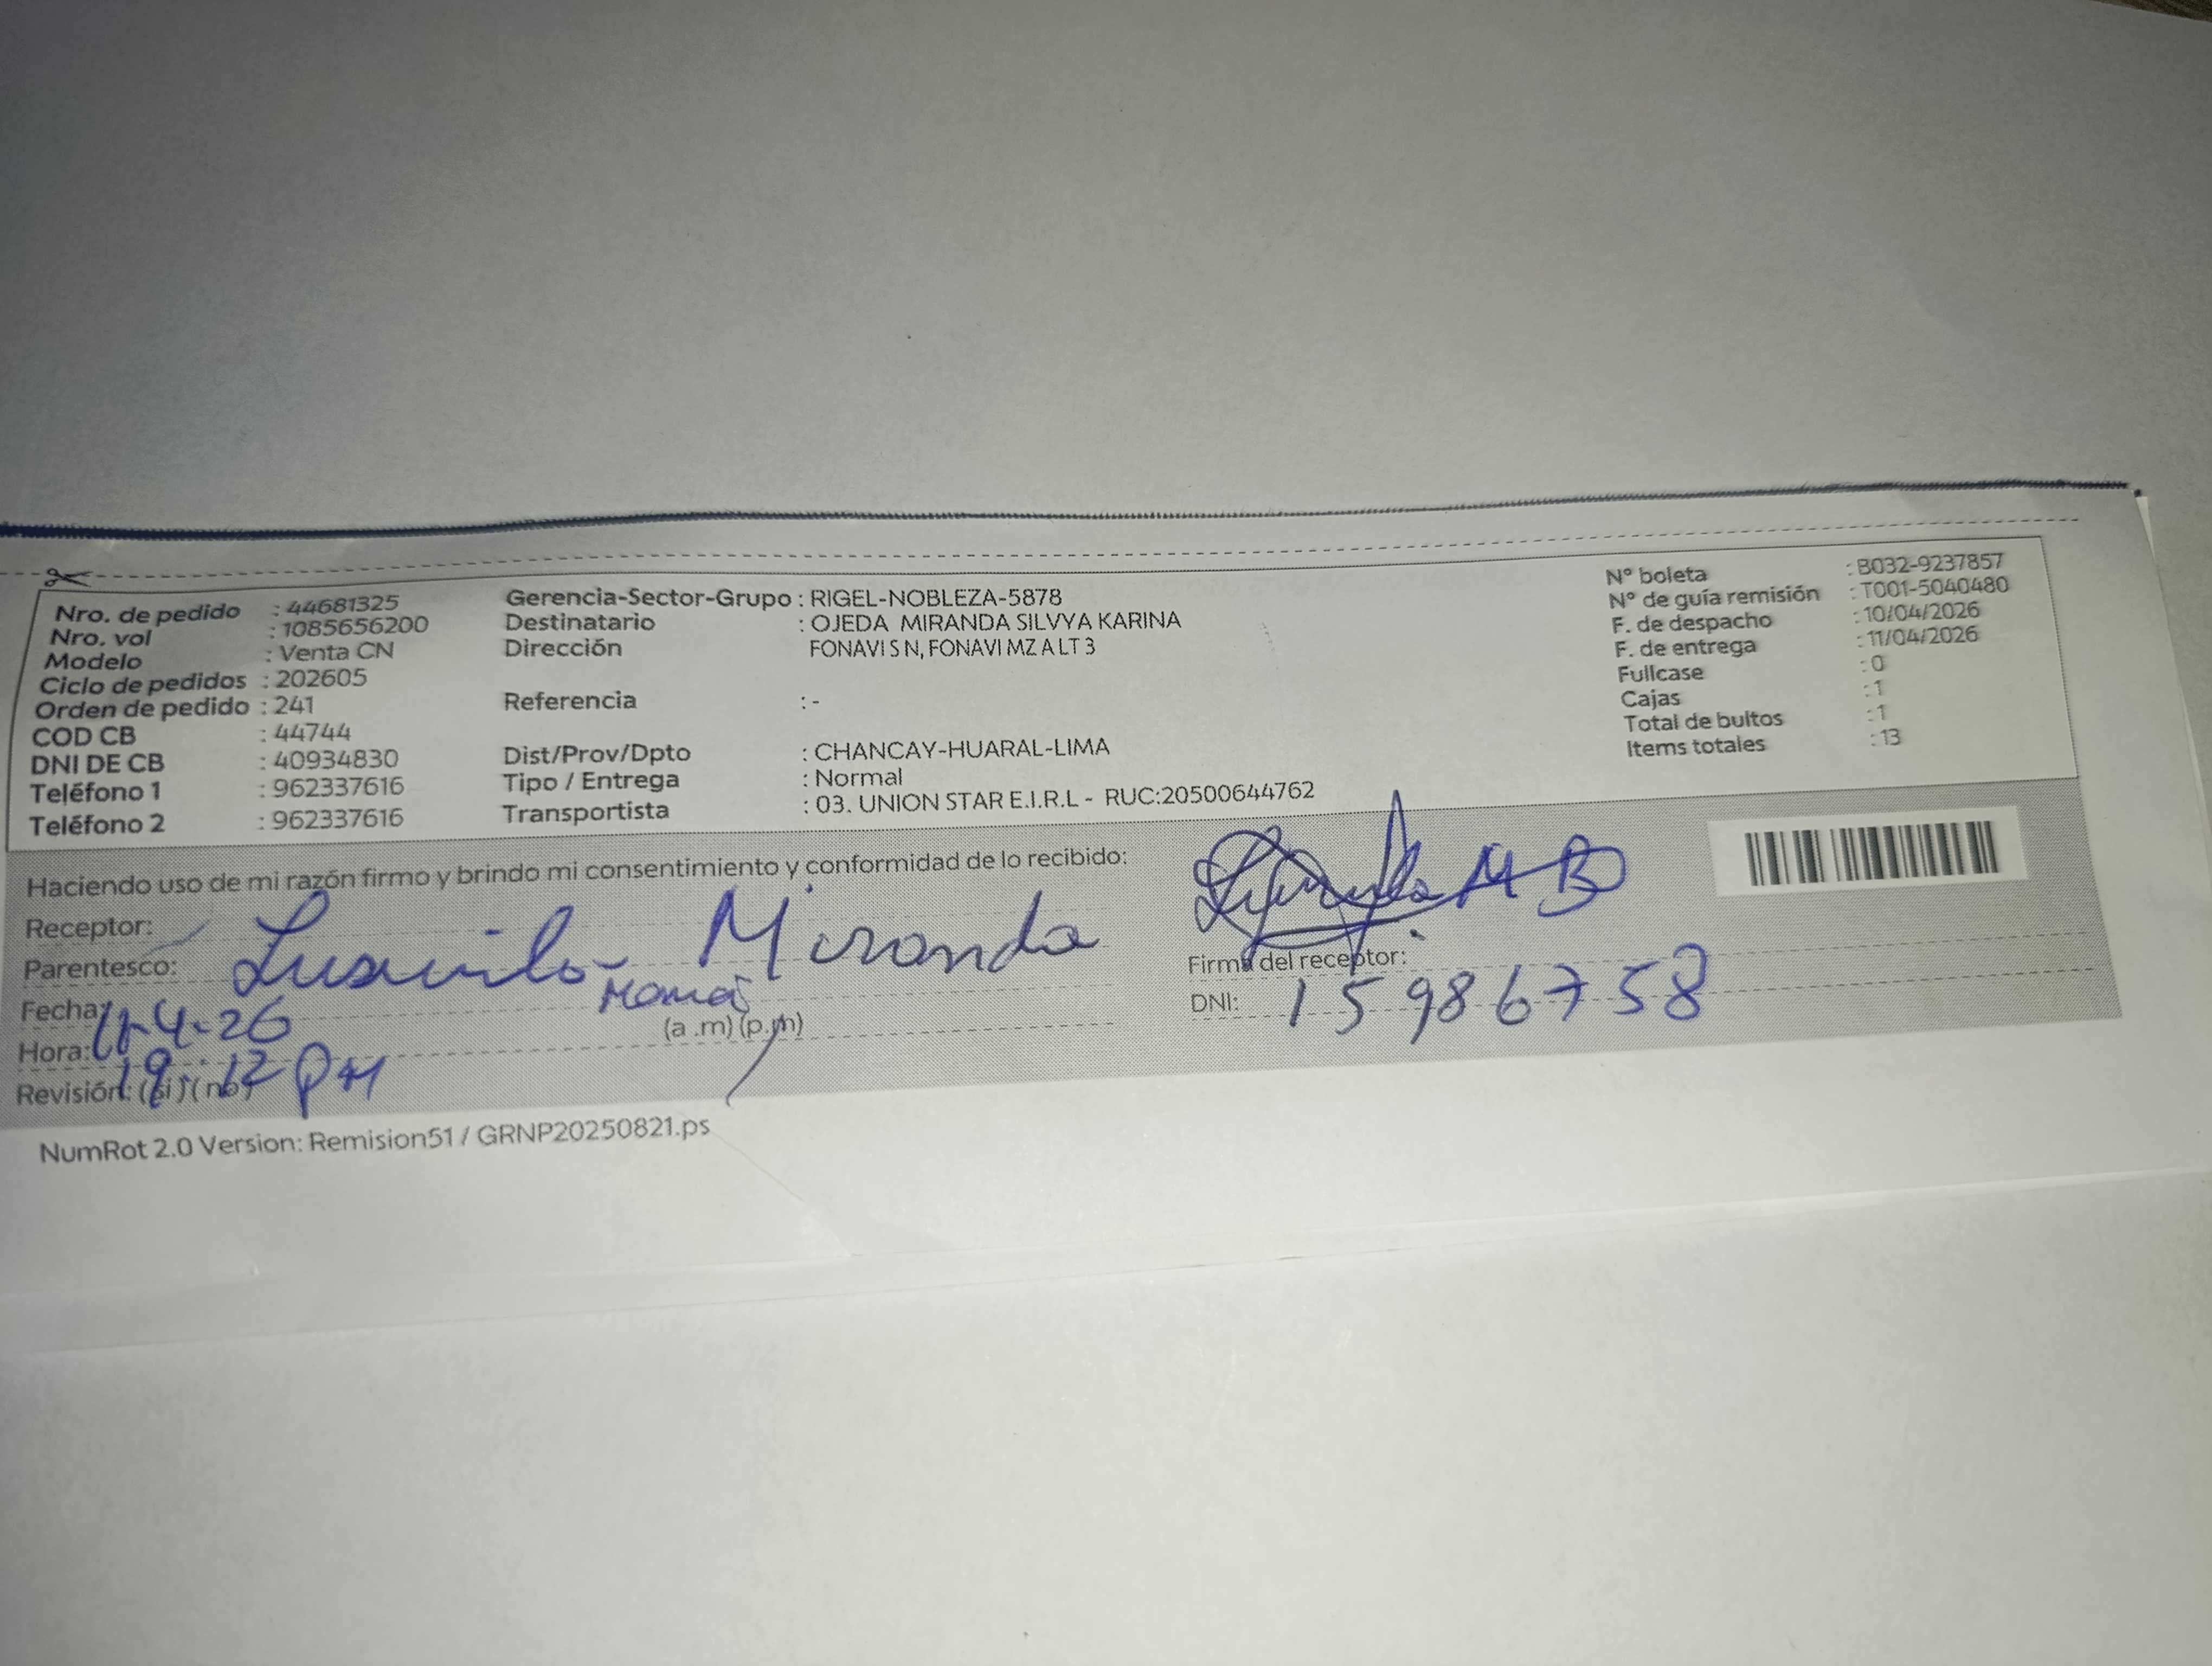 Nro. de pedido : 44681325
Nro. vol : 1085656200
Modelo : Venta CN
Ciclo de pedidos : 202605
Orden de pedido : 241
COD CB : 44744
DNI DE CB : 40934830
Teléfono 1 : 962337616
Teléfono 2 : 962337616
Gerencia-Sector-Grupo : RIGEL-NOBLEZA-5878
Destinatario : OJEDA MIRANDA SILVYA KARINA
Dirección FONAVI S N, FONAVI MZ A LT 3
Referencia : -
Dist/Prov/Dpto : CHANCAY-HUARAL-LIMA
Tipo / Entrega : Normal
Transportista : 03. UNION STAR E.I.R.L - RUC:20500644762
N° boleta : B032-9237857
N° de guía remisión : T001-5040480
F. de despacho : 10/04/2026
F. de entrega : 11/04/2026
Fullcase : 0
Cajas : 1
Total de bultos : 1
Items totales : 13
Haciendo uso de mi razón firmo y brindo mi consentimiento y conformidad de lo recibido:
Receptor: Miranda
Parentesco: Mamá
Fecha: 11-4-26
Hora: (a .m) (p.m)
Revisión: (si) (no) 12 PM
Firma del receptor: M B
DNI: 15986758
NumRot 2.0 Version: Remision51 / GRNP20250821.ps